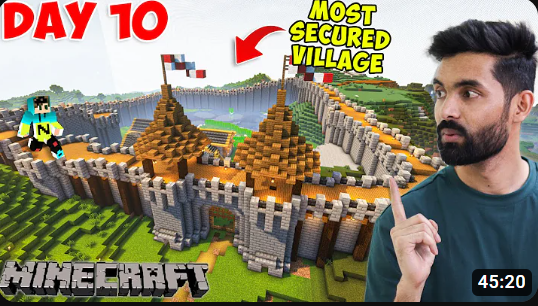 DAY 10
MOST
SECURED
VILLAGE
N
MINECRAFT
45:20